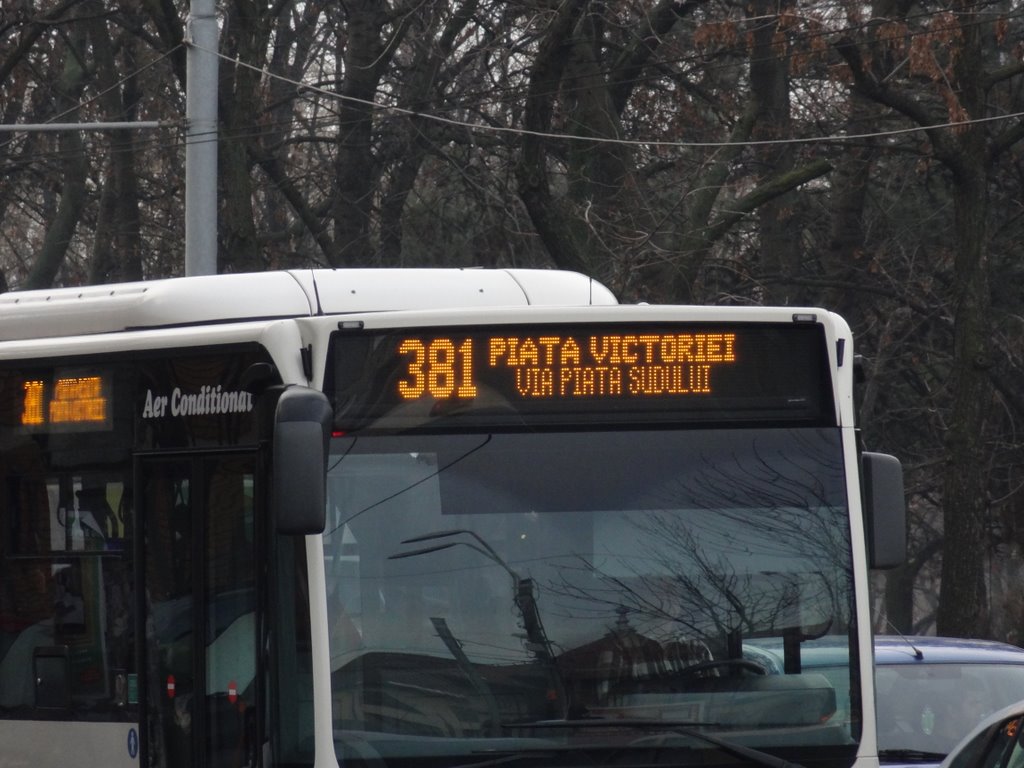 381 PIATA VICTORIEI
VIA PIATA SUDULUI
Aer Conditionat